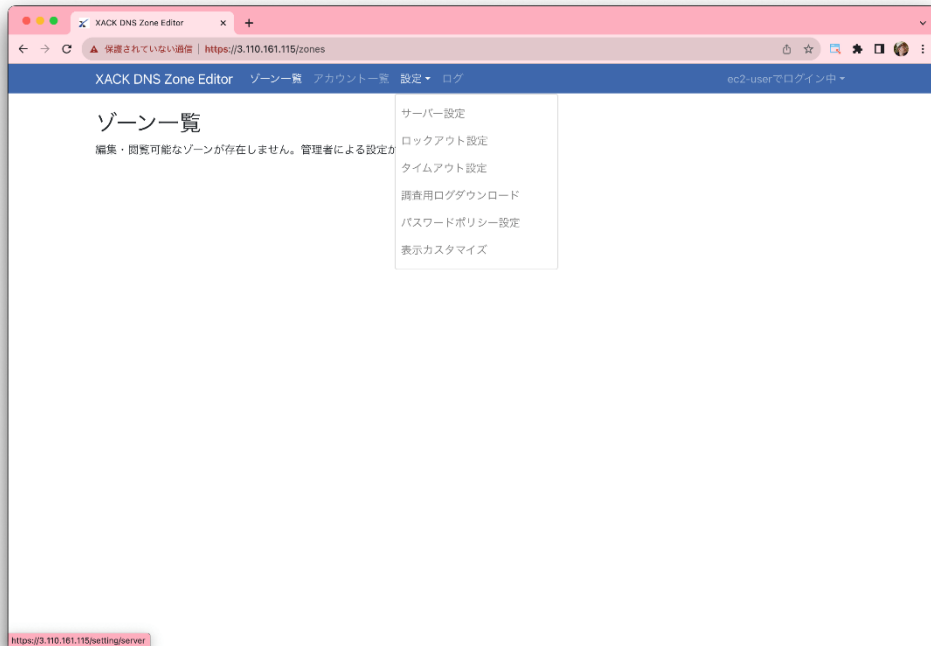 XACK DNS Zone Editor
保護されていない通信 | https://3.110.161.115/zones
XACK DNS Zone Editor ゾーン一覧 アカウント一覧 設定 ログ ec2-userでログイン中
ゾーン一覧
編集・閲覧可能なゾーンが存在しません。管理者による設定が
サーバー設定
ロックアウト設定
タイムアウト設定
調査用ログダウンロード
パスワードポリシー設定
表示カスタマイズ
https://3.110.161.115/setting/server